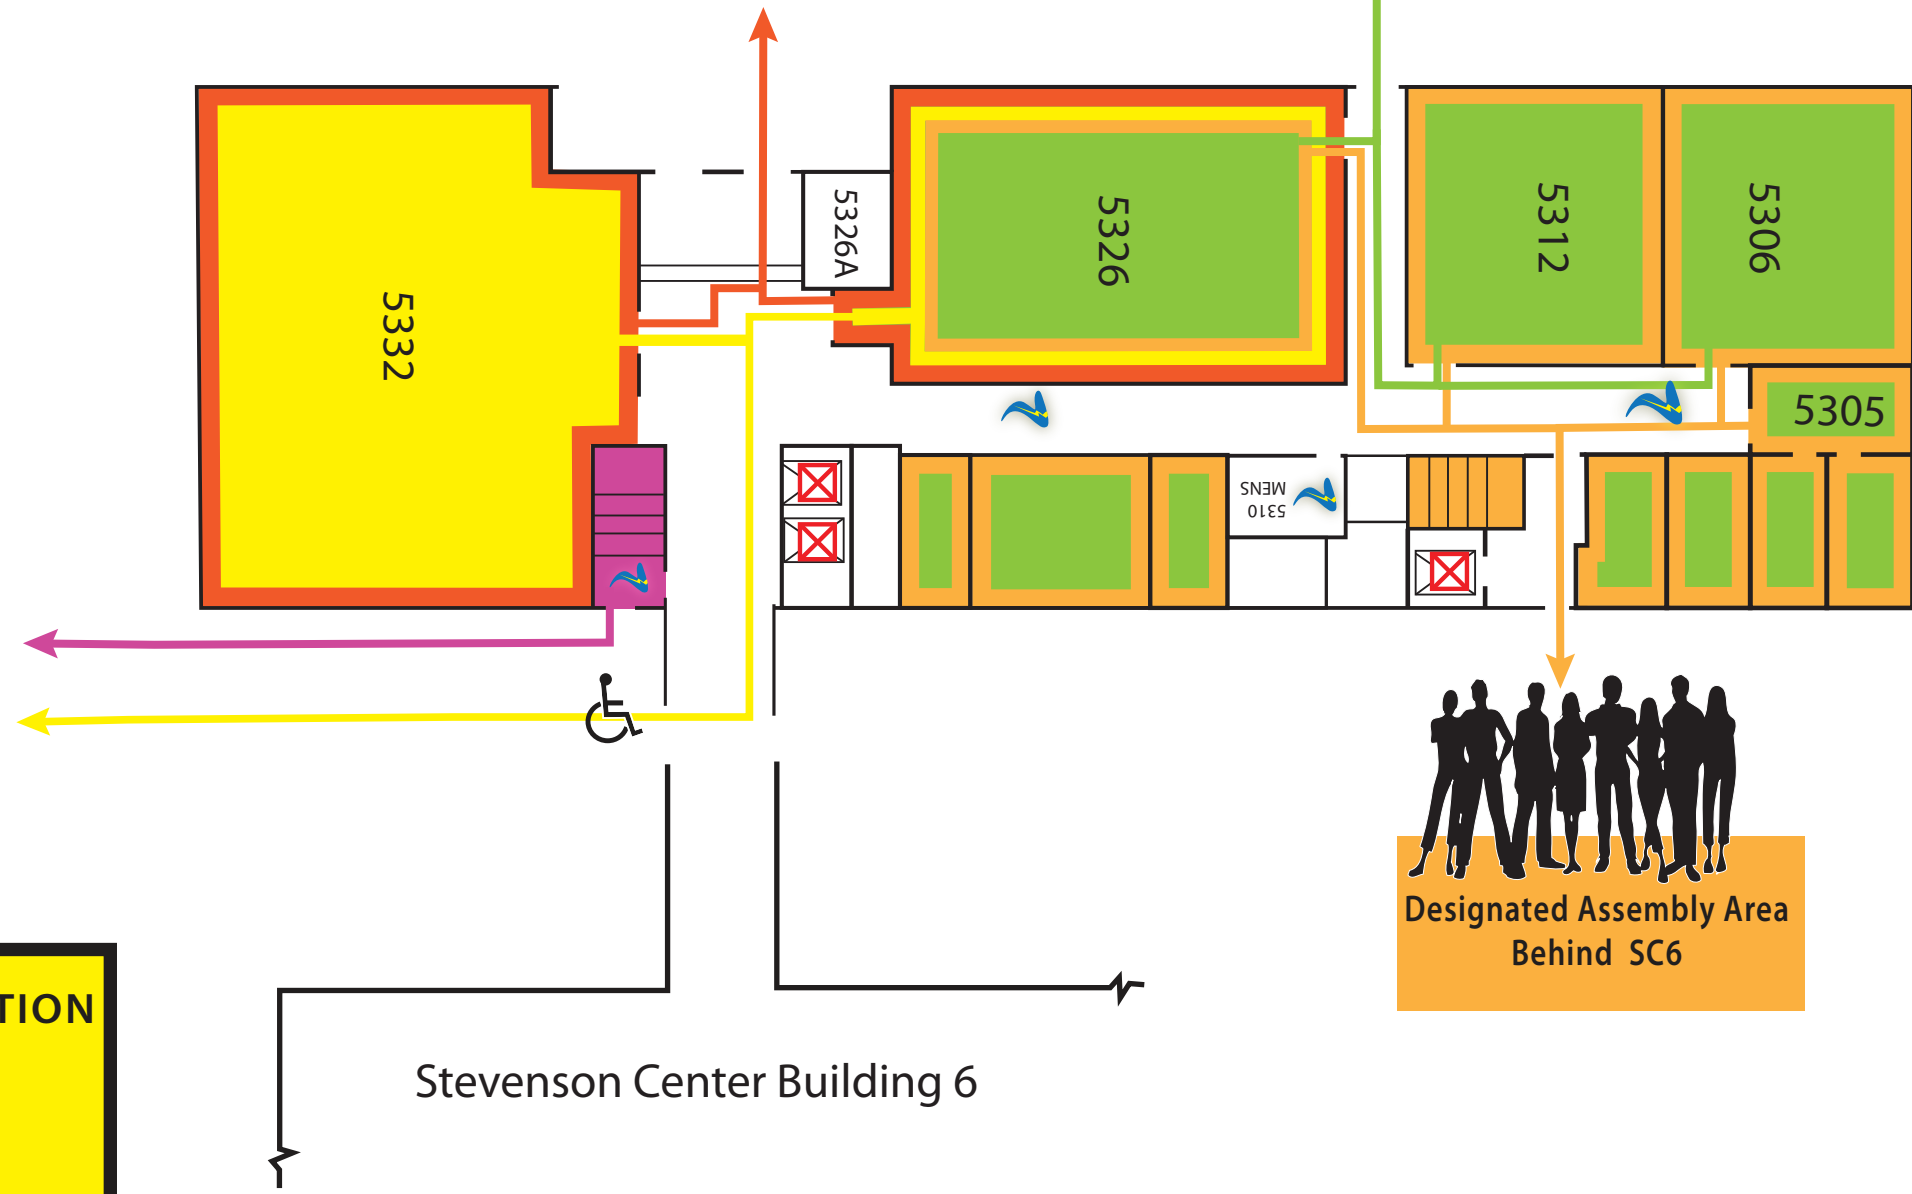 5332
5326A
5326
5312
5306
5305
5310
MENS
Designated Assembly Area
Behind SC6
TION
Stevenson Center Building 6